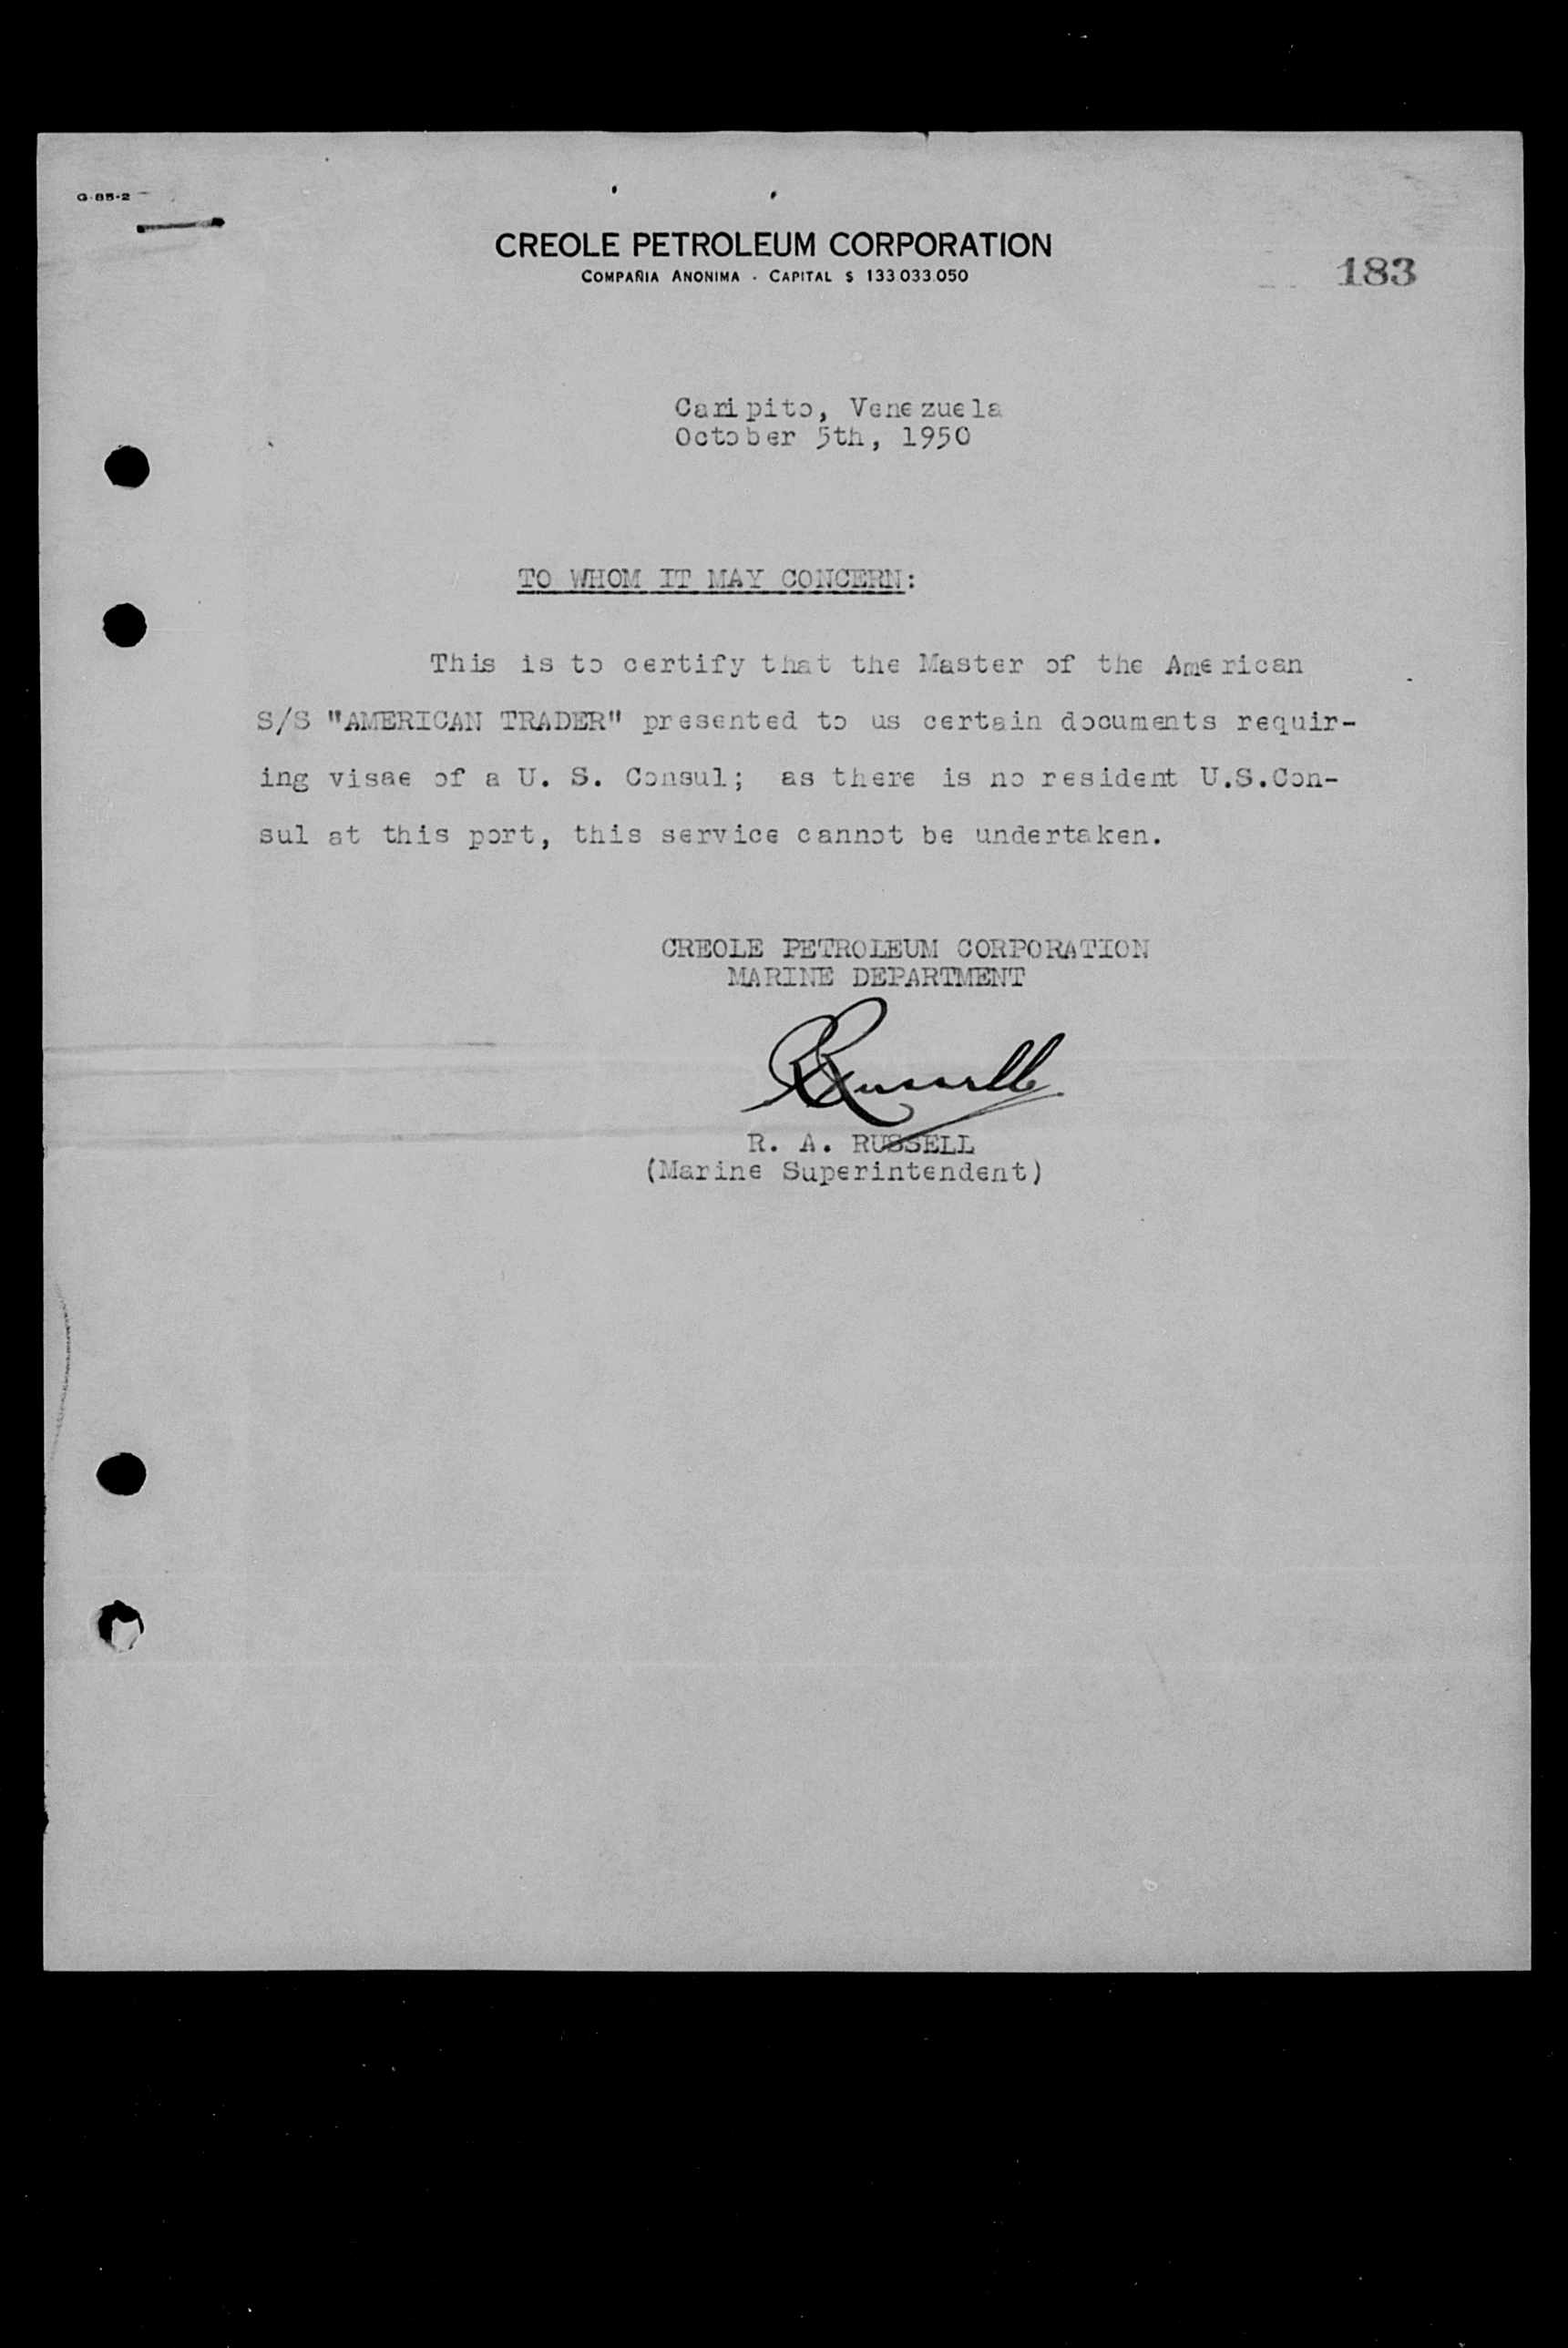 G-85-2
CREOLE PETROLEUM CORPORATION
COMPAÑIA ANONIMA - CAPITAL $ 133.033.050
183
Caripito, Venezuela
October 5th, 1950
TO WHOM IT MAY CONCERN:
This is to certify that the Master of the American
S/S "AMERICAN TRADER" presented to us certain documents requir-
ing visae of a U. S. Consul; as there is no resident U.S.Con-
sul at this port, this service cannot be undertaken.
CREOLE PETROLEUM CORPORATION
MARINE DEPARTMENT
RRussell
R. A. RUSSELL
(Marine Superintendent)